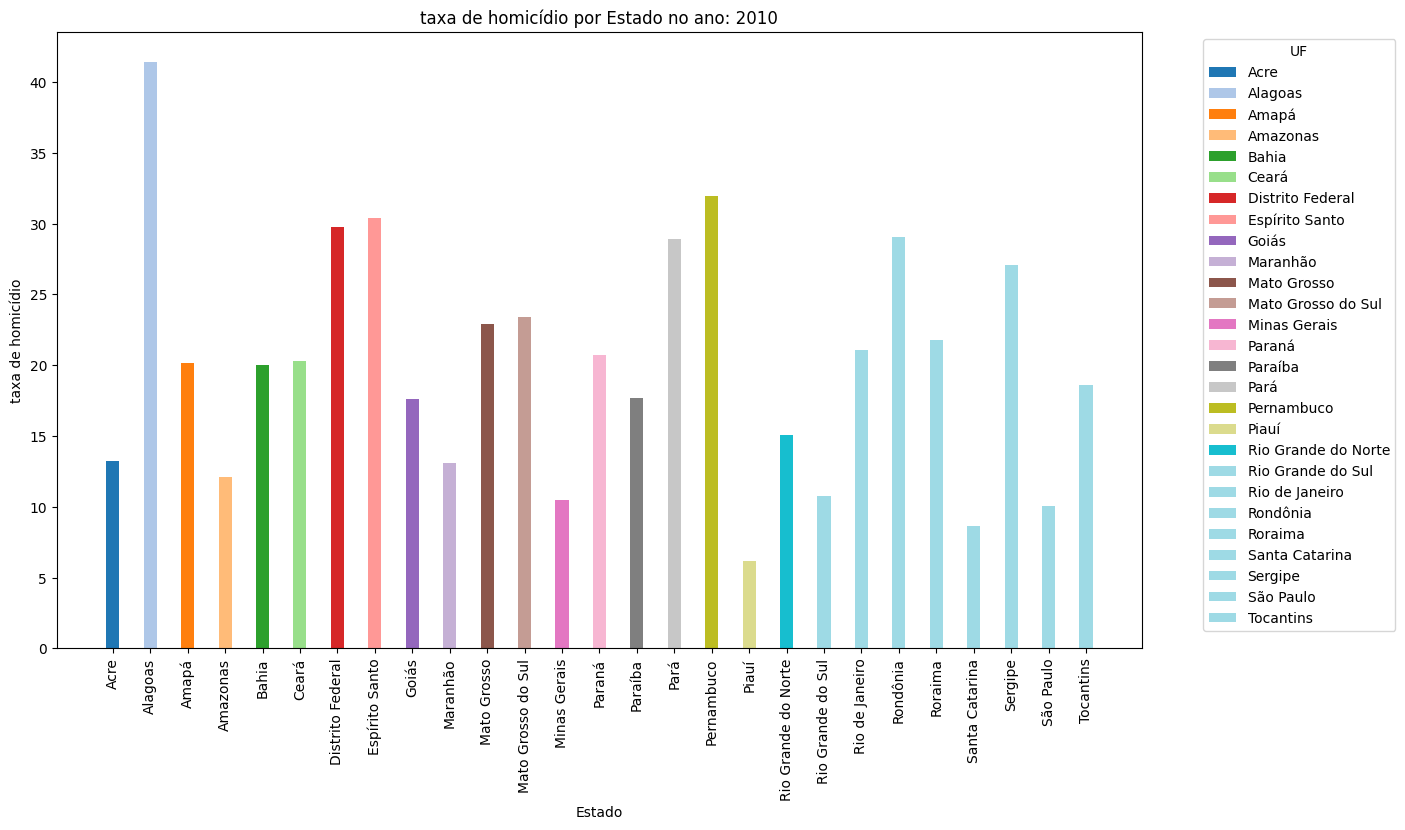 taxa de homicídio por Estado no ano: 2010
taxa de homicídio
40
35
30
25
20
15
10
5
0
Acre
Alagoas
Amapá
Amazonas
Bahia
Ceará
Distrito Federal
Espírito Santo
Goiás
Maranhão
Mato Grosso
Mato Grosso do Sul
Minas Gerais
Paraná
Paraíba
Pará
Pernambuco
Piauí
Rio Grande do Norte
Rio Grande do Sul
Rio de Janeiro
Rondônia
Roraima
Santa Catarina
Sergipe
São Paulo
Tocantins
Estado
UF
Acre
Alagoas
Amapá
Amazonas
Bahia
Ceará
Distrito Federal
Espírito Santo
Goiás
Maranhão
Mato Grosso
Mato Grosso do Sul
Minas Gerais
Paraná
Paraíba
Pará
Pernambuco
Piauí
Rio Grande do Norte
Rio Grande do Sul
Rio de Janeiro
Rondônia
Roraima
Santa Catarina
Sergipe
São Paulo
Tocantins